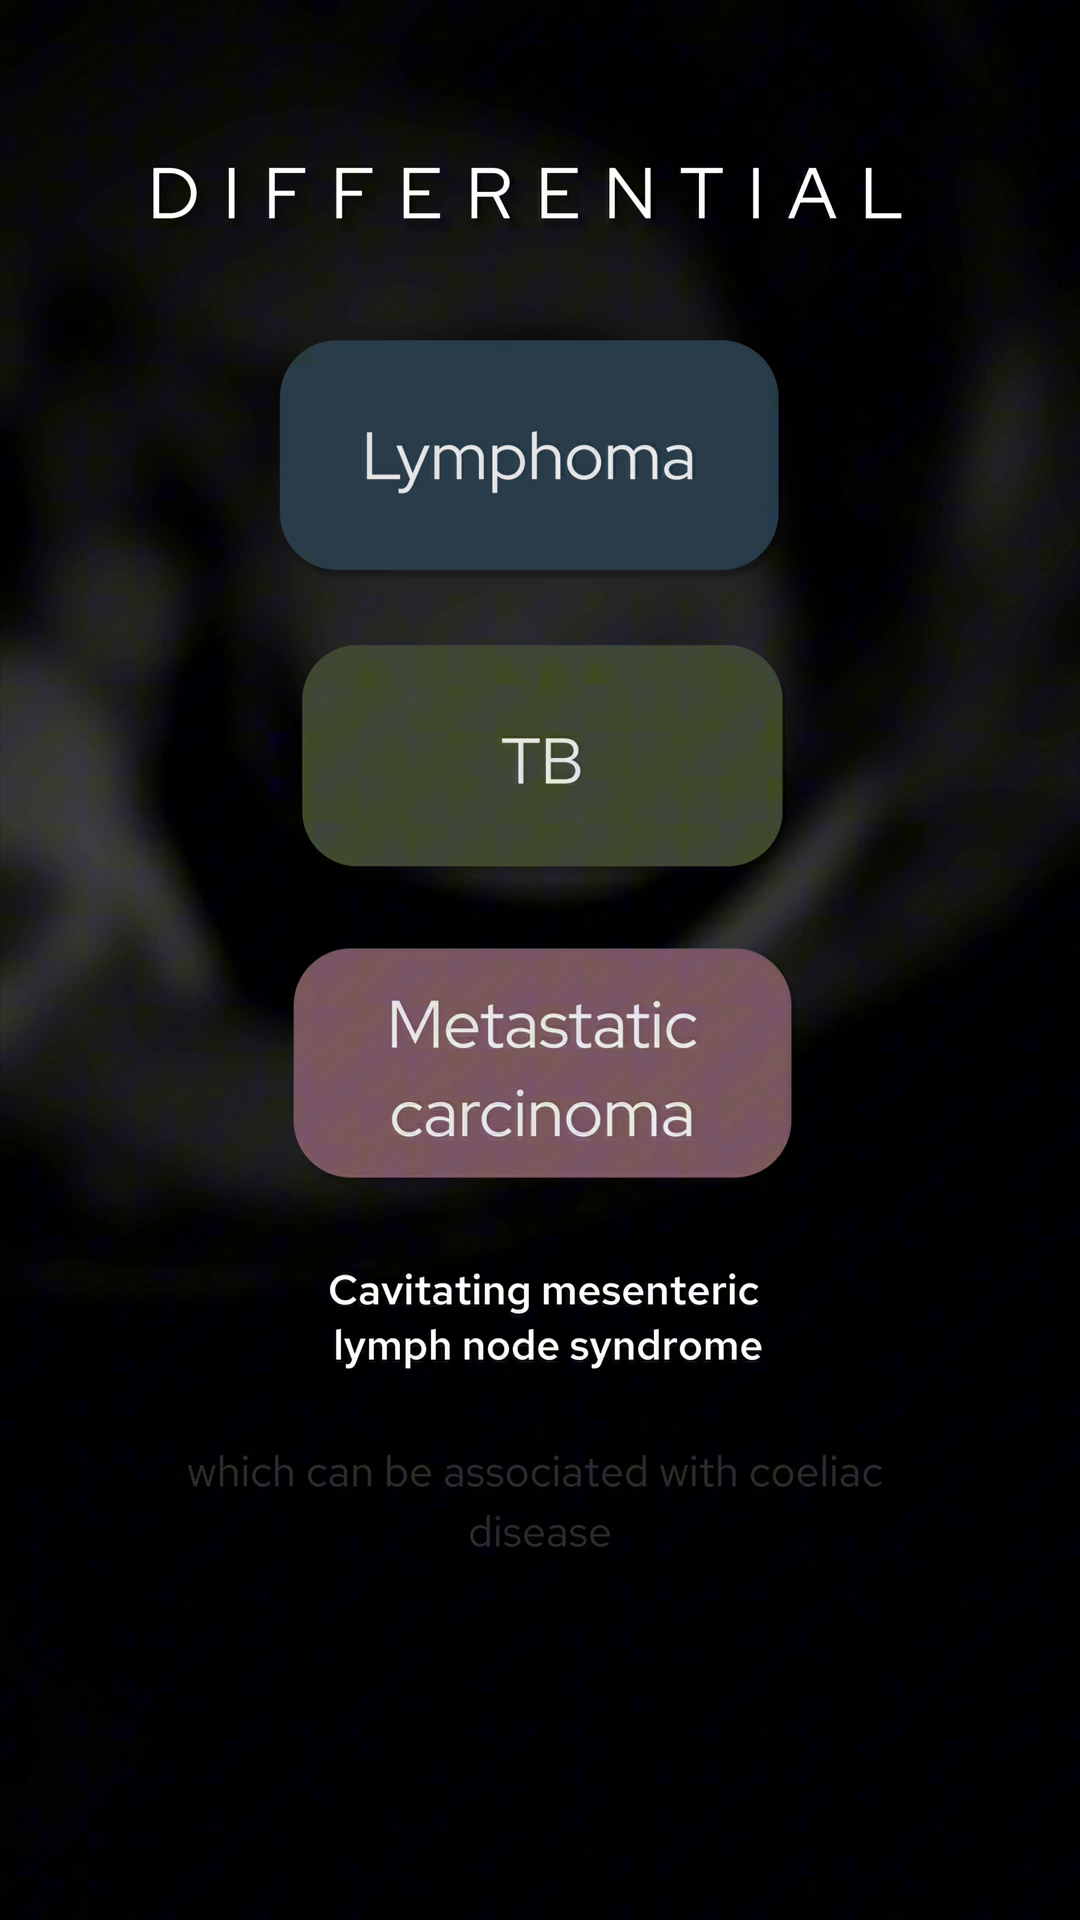 DIFFERENTIAL
Lymphoma
TB
Metastatic
carcinoma
Cavitating mesenteric
lymph node syndrome
which can be associated with coeliac
disease